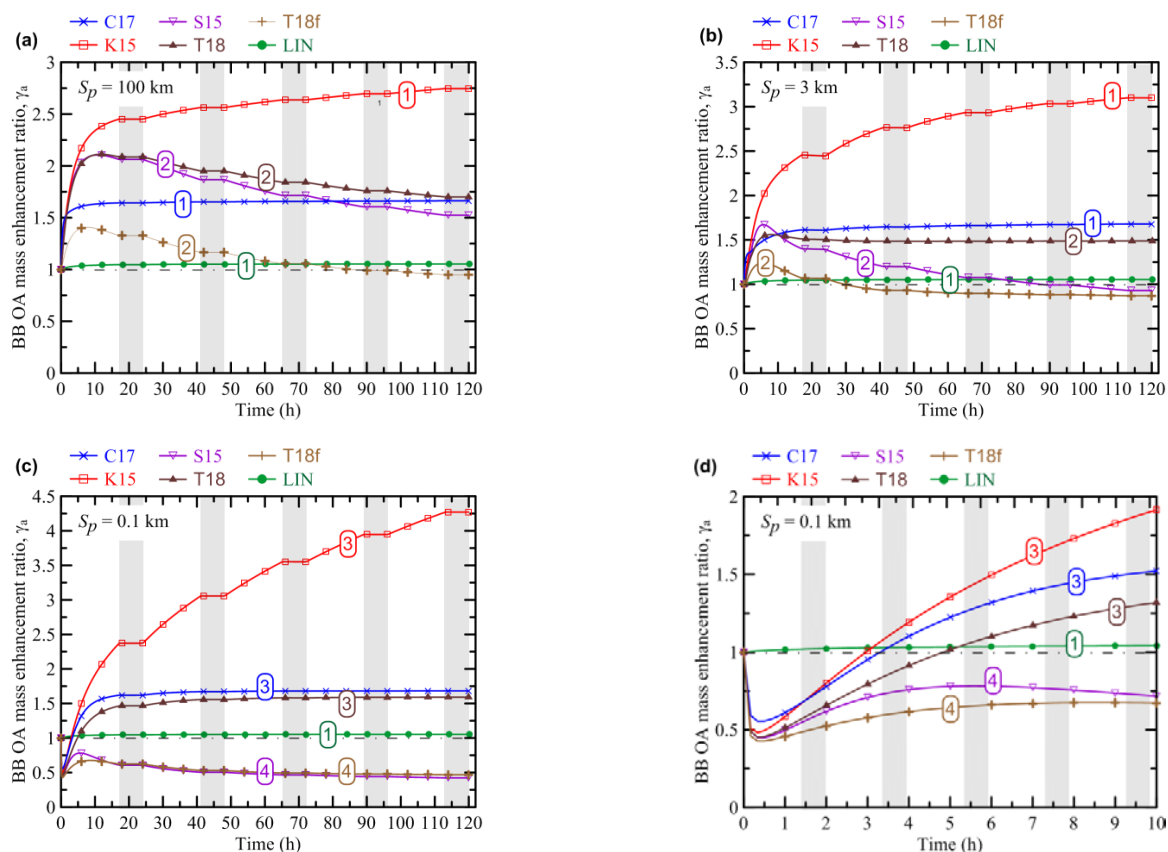 (a)
C17 S15 T18f
K15 T18 LIN
BB OA mass enhancement ratio, γa
3
2.5
2
1.5
1
0.5
0
Sp = 100 km
1
2
2
1
2
1
0 10 20 30 40 50 60 70 80 90 100 110 120
Time (h)
(b)
C17 S15 T18f
K15 T18 LIN
BB OA mass enhancement ratio, γa
3.5
3
2.5
2
1.5
1
0.5
0
Sp = 3 km
1
1
2
2
2
1
0 10 20 30 40 50 60 70 80 90 100 110 120
Time (h)
(c)
C17 S15 T18f
K15 T18 LIN
BB OA mass enhancement ratio, γa
4.5
4
3.5
3
2.5
2
1.5
1
0.5
0
Sp = 0.1 km
3
3
3
1
4
4
0 10 20 30 40 50 60 70 80 90 100 110 120
Time (h)
(d)
C17 S15 T18f
K15 T18 LIN
BB OA mass enhancement ratio, γa
2
1.5
1
0.5
0
Sp = 0.1 km
3
3
3
1
4
4
0 1 2 3 4 5 6 7 8 9 10
Time (h)